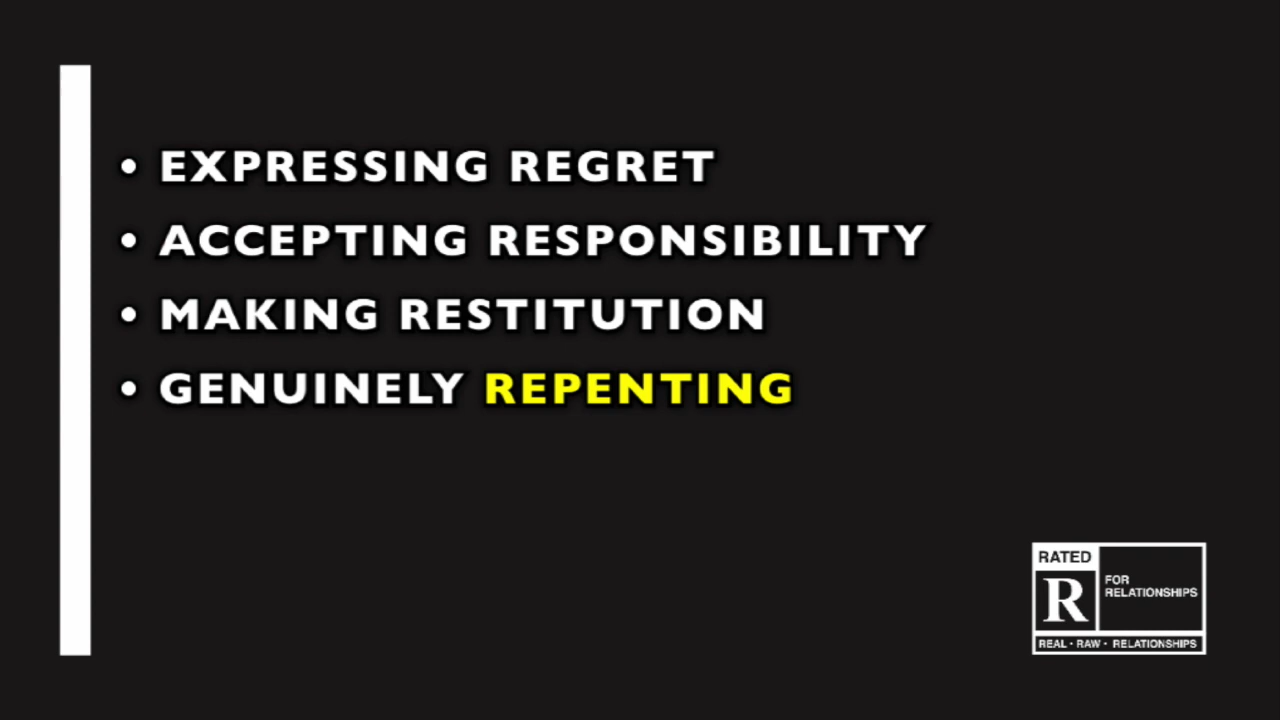 • EXPRESSING REGRET
• ACCEPTING RESPONSIBILITY
• MAKING RESTITUTION
• GENUINELY REPENTING
RATED
R
FOR
RELATIONSHIPS
REAL • RAW • RELATIONSHIPS